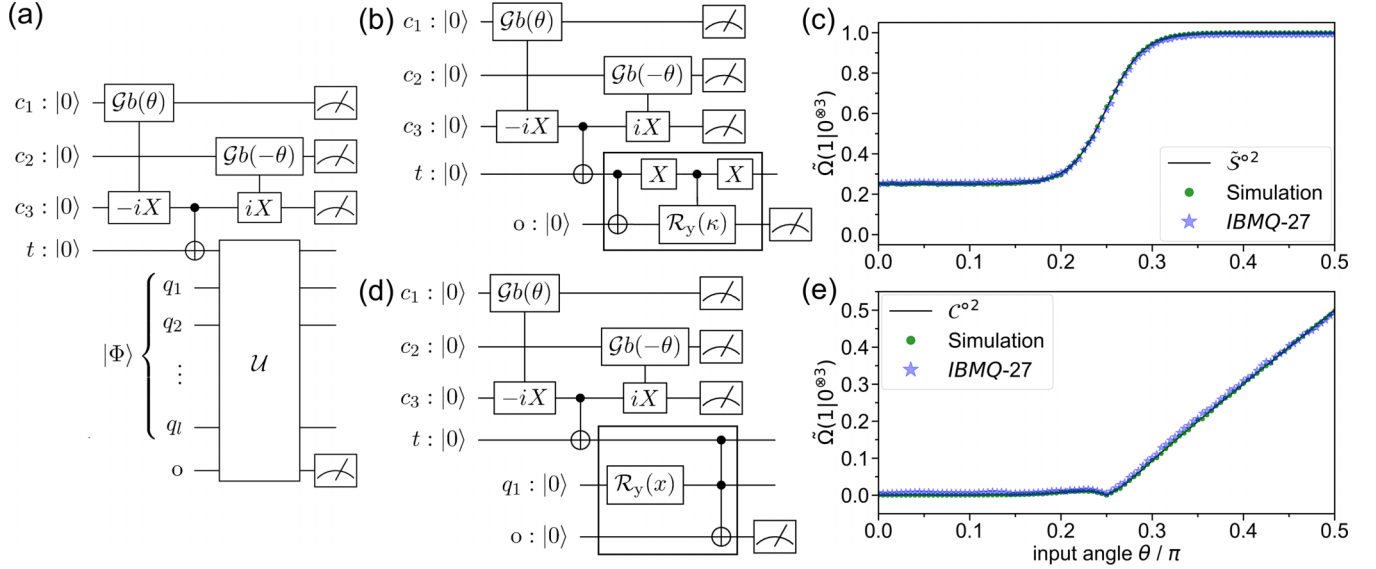 (a)
c₁ : |0⟩
𝒢b(θ)
c₂ : |0⟩
𝒢b(−θ)
c₃ : |0⟩
−iX
iX
t : |0⟩
|Φ⟩
q₁
q₂
⋮
qₗ
o
𝒰
(b)
c₁ : |0⟩
𝒢b(θ)
c₂ : |0⟩
𝒢b(−θ)
c₃ : |0⟩
−iX
iX
t : |0⟩
X
X
o : |0⟩
ℛy(κ)
(c)
Ω̃(1|0^⊗3)
1.0
0.8
0.6
0.4
0.2
0.0
𝒮̃°²
Simulation
IBMQ-27
0.0 0.1 0.2 0.3 0.4 0.5
(d)
c₁ : |0⟩
𝒢b(θ)
c₂ : |0⟩
𝒢b(−θ)
c₃ : |0⟩
−iX
iX
t : |0⟩
q₁ : |0⟩
ℛy(x)
o : |0⟩
(e)
Ω̃(1|0^⊗3)
0.5
0.4
0.3
0.2
0.1
0.0
𝒞°²
Simulation
IBMQ-27
0.0 0.1 0.2 0.3 0.4 0.5
input angle θ / π